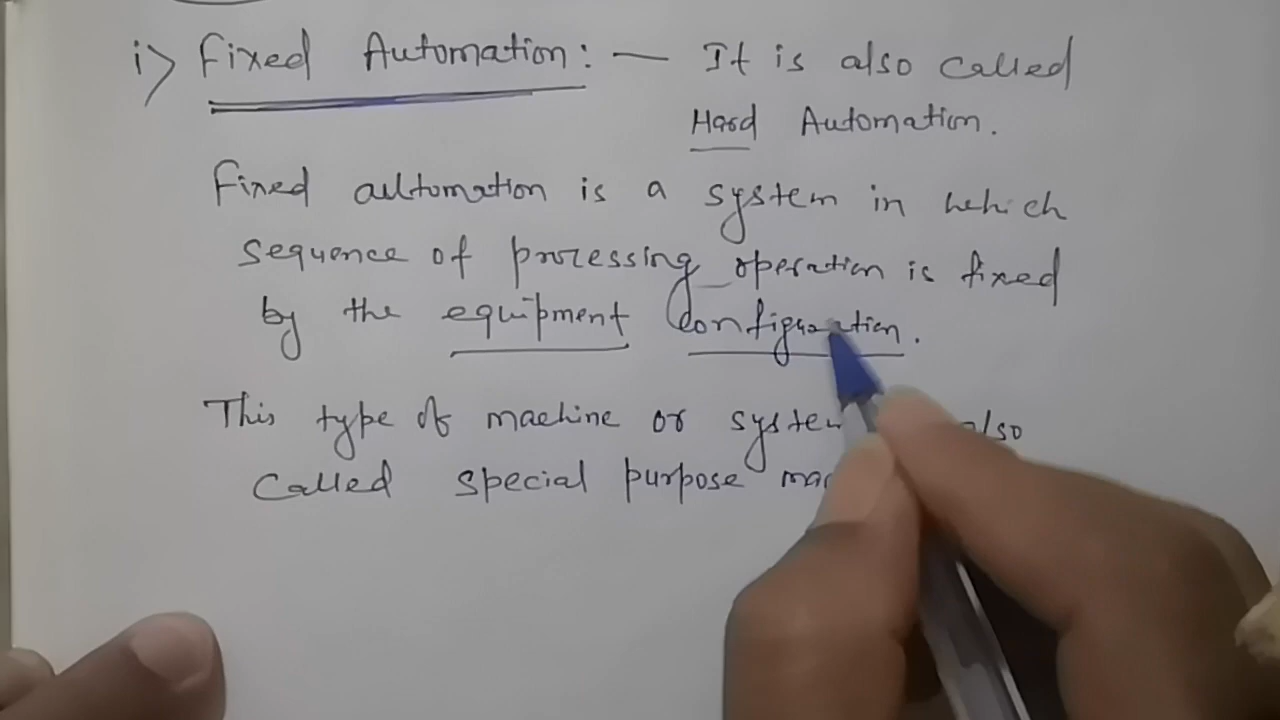 i) Fixed Automation : — It is also called
Hard Automation.
Fixed automation is a system in which
sequence of processing operation is fixed
by the equipment configuration.
This type of machine or system also
called special purpose